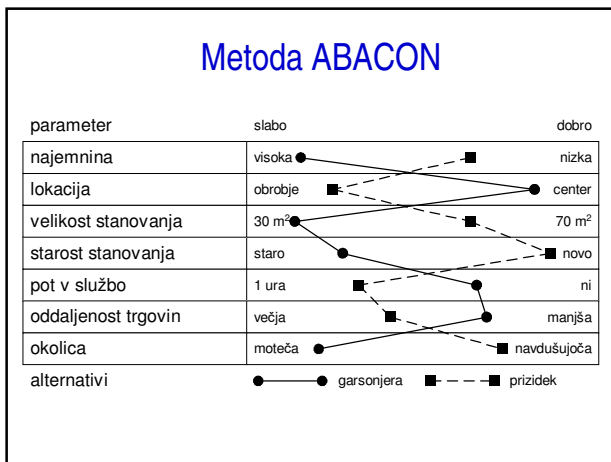 Metoda ABACON
parameter slabo dobro
najemnina visoka nizka
lokacija obrobje center
velikost stanovanja 30 m² 70 m²
starost stanovanja staro novo
pot v službo 1 ura ni
oddaljenost trgovin večja manjša
okolica moteča navdušujoča
alternativi garsonjera prizidek